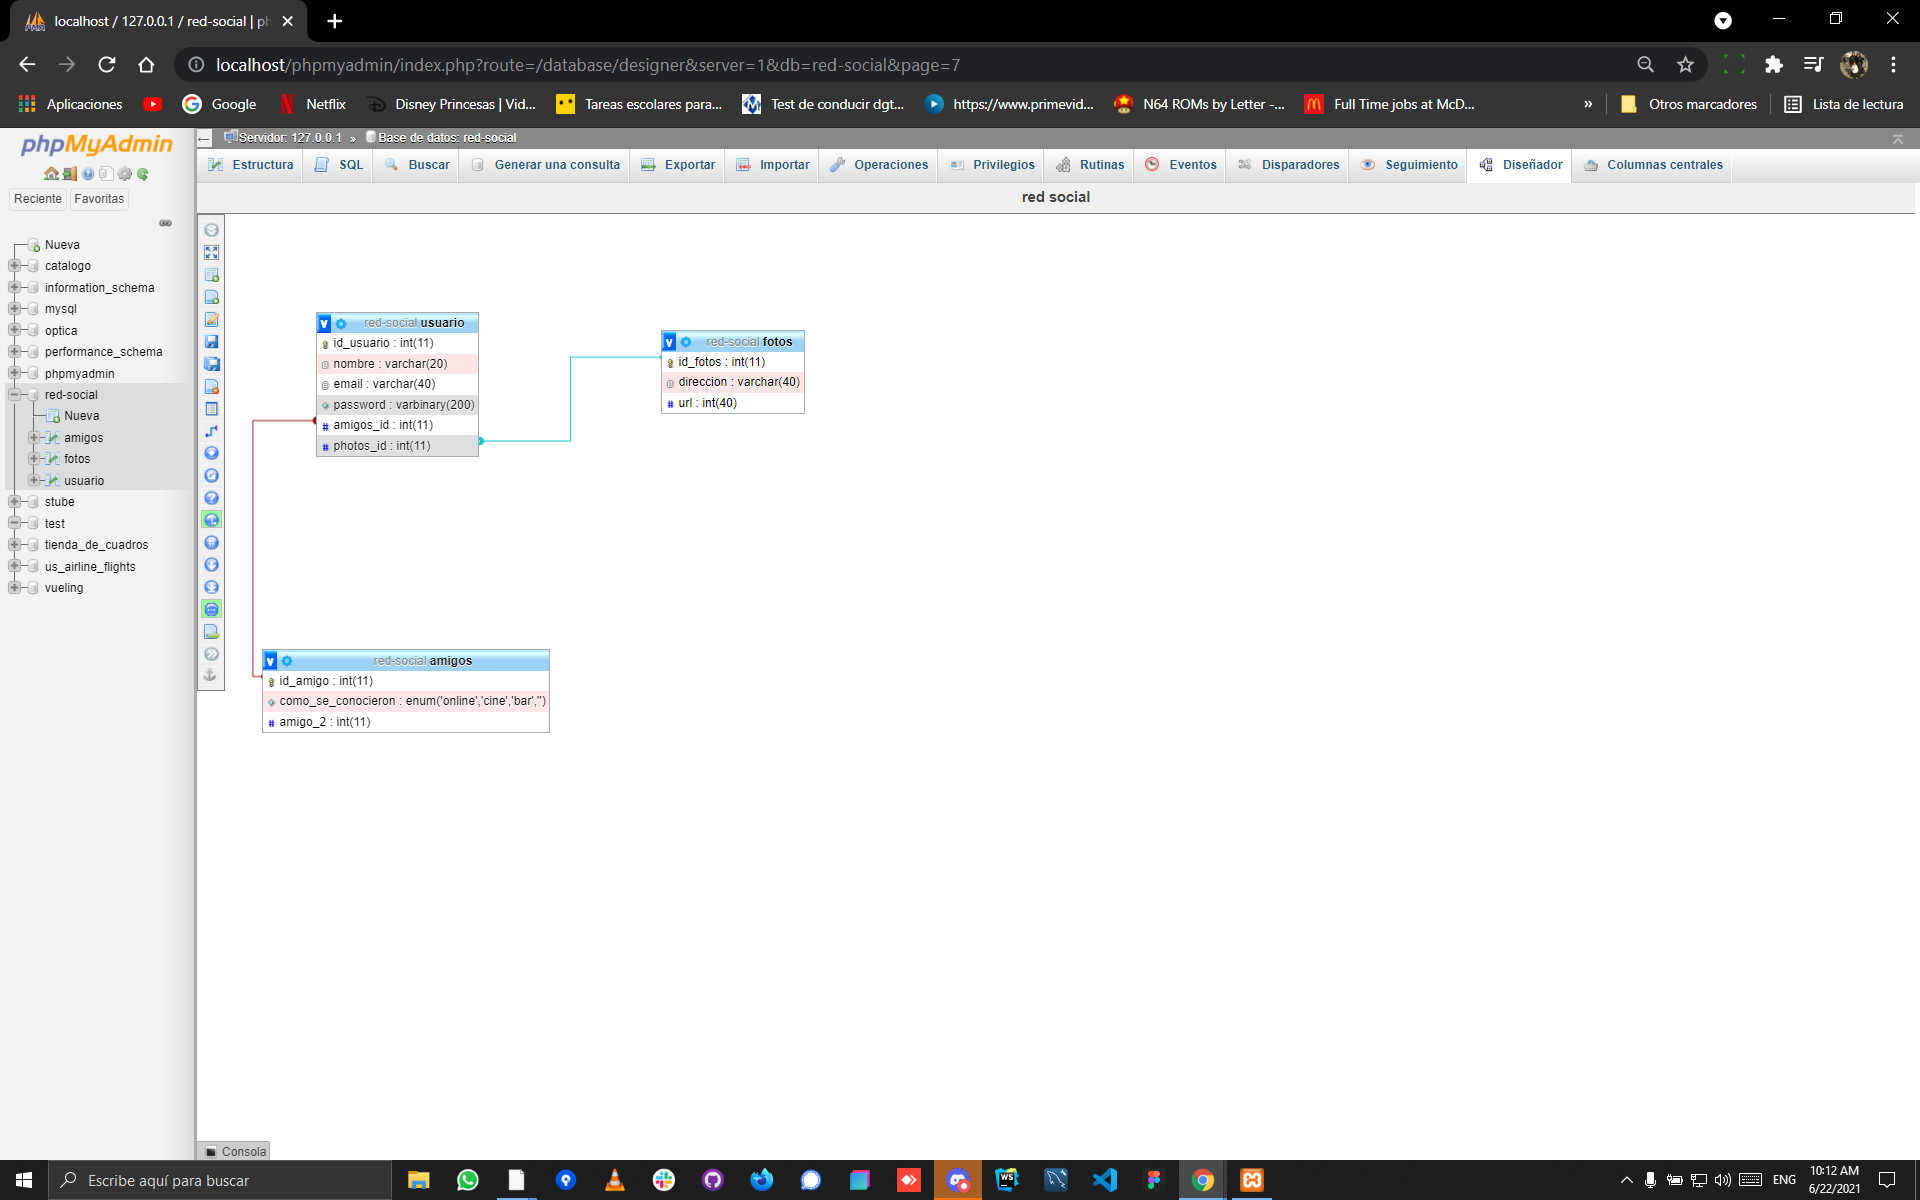 localhost / 127.0.0.1 / red-social | ph
localhost/phpmyadmin/index.php?route=/database/designer&server=1&db=red-social&page=7
Aplicaciones
Google
Netflix
Disney Princesas | Vid...
Tareas escolares para...
Test de conducir dgt...
https://www.primevid...
N64 ROMs by Letter -...
Full Time jobs at McD...
»
Otros marcadores
Lista de lectura
phpMyAdmin
Reciente
Favoritas
Nueva
catalogo
information_schema
mysql
optica
performance_schema
phpmyadmin
red-social
Nueva
amigos
fotos
usuario
stube
test
tienda_de_cuadros
us_airline_flights
vueling
Servidor: 127.0.0.1 » Base de datos: red-social
Estructura
SQL
Buscar
Generar una consulta
Exportar
Importar
Operaciones
Privilegios
Rutinas
Eventos
Disparadores
Seguimiento
Diseñador
Columnas centrales
red social
v red-social usuario
id_usuario : int(11)
nombre : varchar(20)
email : varchar(40)
password : varbinary(200)
# amigos_id : int(11)
# photos_id : int(11)
v red-social fotos
id_fotos : int(11)
direccion : varchar(40)
# url : int(40)
v red-social amigos
id_amigo : int(11)
como_se_conocieron : enum('online','cine','bar','')
# amigo_2 : int(11)
Consola
Escribe aquí para buscar
WS
ENG
10:12 AM
6/22/2021